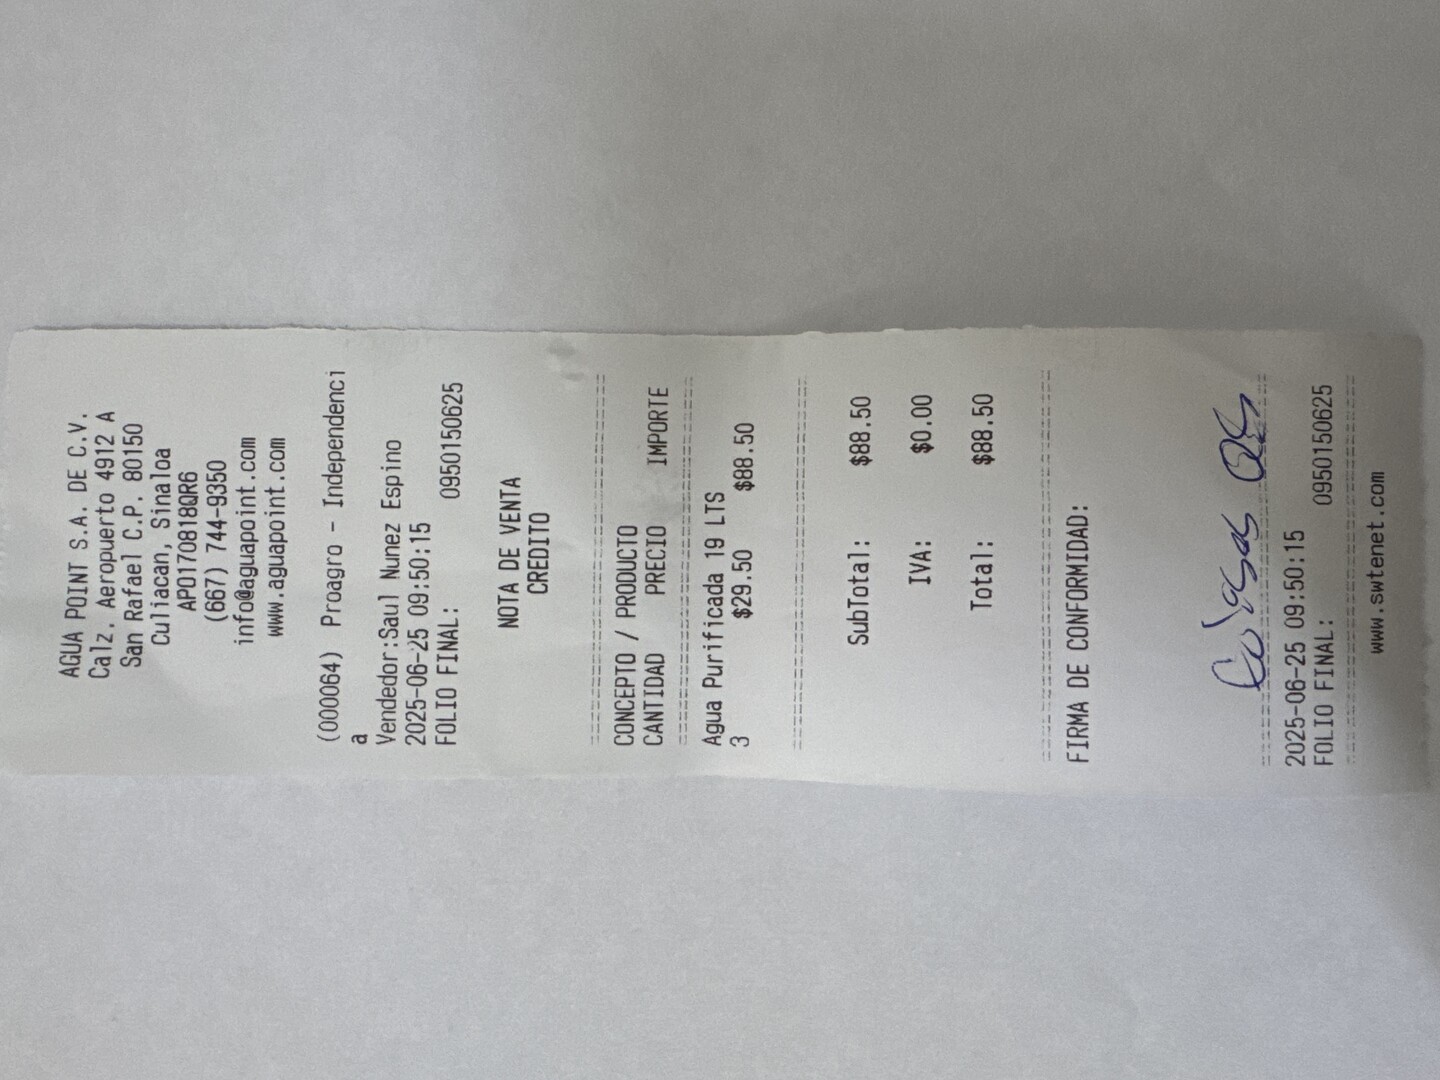 AGUA POINT S.A. DE C.V.
Calz. Aeropuerto 4912 A
San Rafael C.P. 80150
Culiacan, Sinaloa
APO170818QR6
(667) 744-9350
info@aguapoint.com
www.aguapoint.com
(000064) Proagro - Independenci
a
Vendedor:Saul Nunez Espino
2025-06-25 09:50:15
FOLIO FINAL: 0950150625
NOTA DE VENTA
CREDITO
CONCEPTO / PRODUCTO
CANTIDAD PRECIO IMPORTE
Agua Purificada 19 LTS
3 $29.50 $88.50
SubTotal: $88.50
IVA: $0.00
Total: $88.50
FIRMA DE CONFORMIDAD:
2025-06-25 09:50:15
FOLIO FINAL: 0950150625
www.swtenet.com